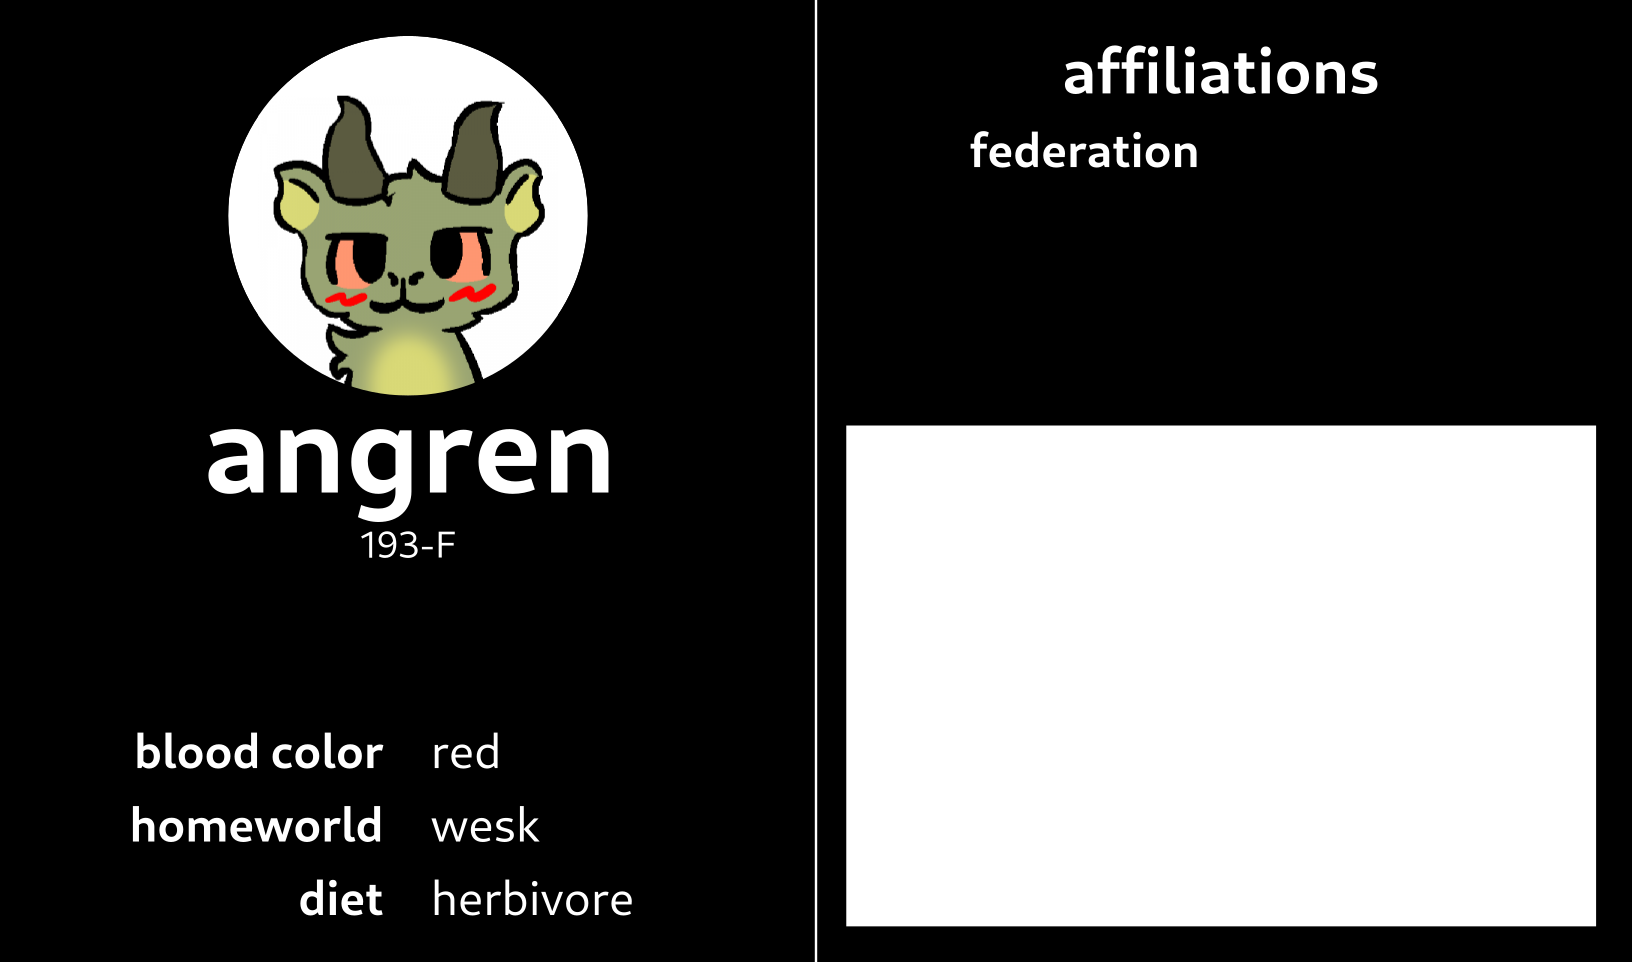 angren
193-F
blood color red
homeworld wesk
diet herbivore
affiliations
federation